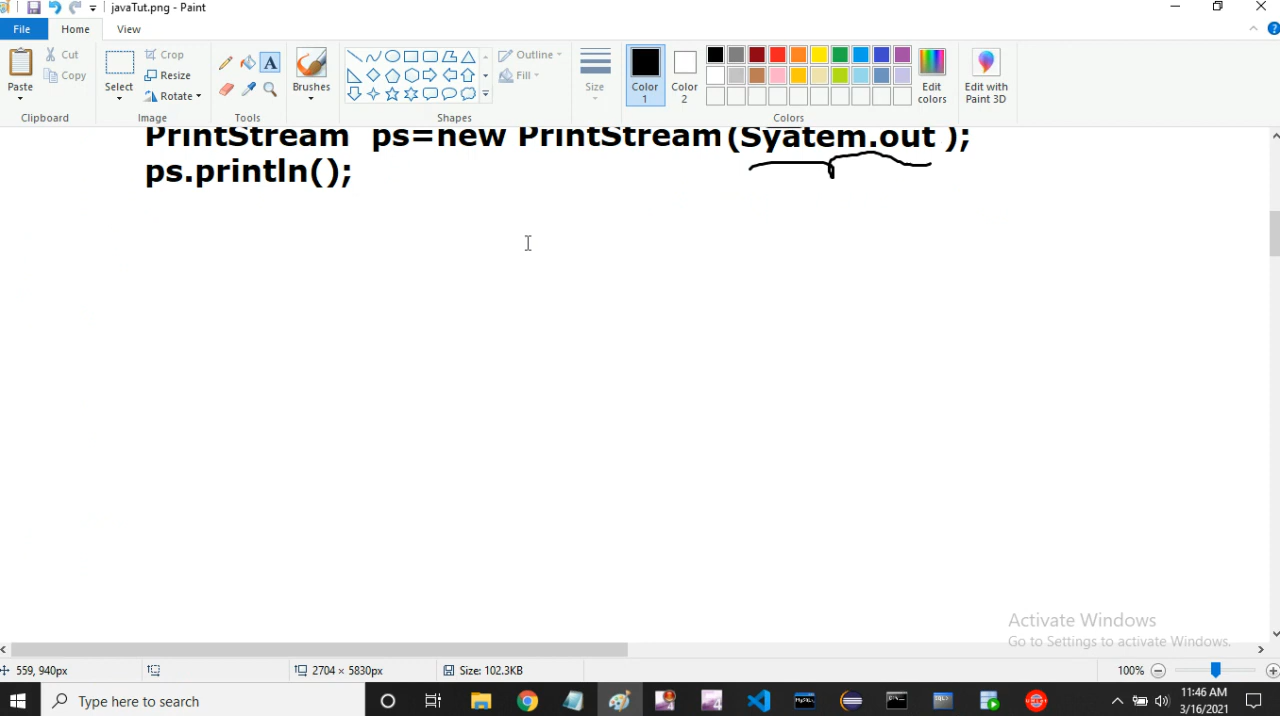 javaTut.png - Paint
File Home View
Paste
Cut
Copy
Clipboard
Select
Crop
Resize
Rotate
Image
Tools
Brushes
Outline
Fill
Shapes
Size
Color 1
Color 2
Edit colors
Colors
Edit with Paint 3D
PrintStream ps=new PrintStream(Syatem.out );
ps.println();
Activate Windows
Go to Settings to activate Windows.
559, 940px
2704 × 5830px
Size: 102.3KB
100%
Type here to search
11:46 AM
3/16/2021